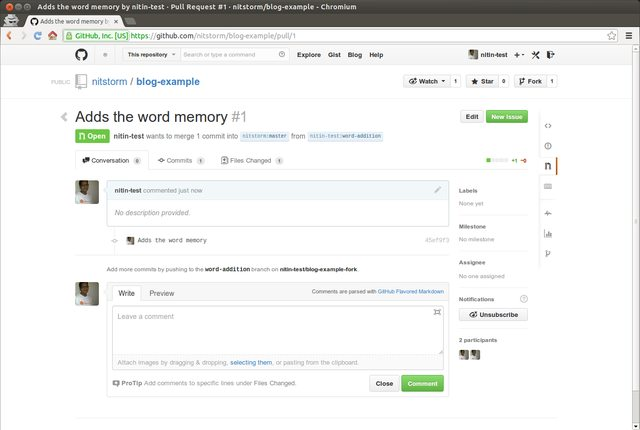 Adds the word memory by nitin-test · Pull Request #1 · nitstorm/blog-example - Chromium
Adds the word memory by
GitHub, Inc. [US] https://github.com/nitstorm/blog-example/pull/1
This repository Search or type a command Explore Gist Blog Help nitin-test
PUBLIC nitstorm / blog-example Watch 1 Star 0 Fork 1
Adds the word memory #1 Edit New Issue
Open nitin-test wants to merge 1 commit into nitstorm:master from nitin-test:word-addition
Conversation 0 Commits 1 Files Changed 1 +1 −0
nitin-test commented just now
No description provided.
Adds the word memory 45ef9f3
Labels
None yet
Milestone
No milestone
Assignee
No one assigned
Notifications
Unsubscribe
2 participants
Add more commits by pushing to the word-addition branch on nitin-test/blog-example-fork
Write Preview Comments are parsed with GitHub Flavored Markdown
Leave a comment
Attach images by dragging & dropping, selecting them, or pasting from the clipboard.
ProTip Add comments to specific lines under Files Changed. Close Comment